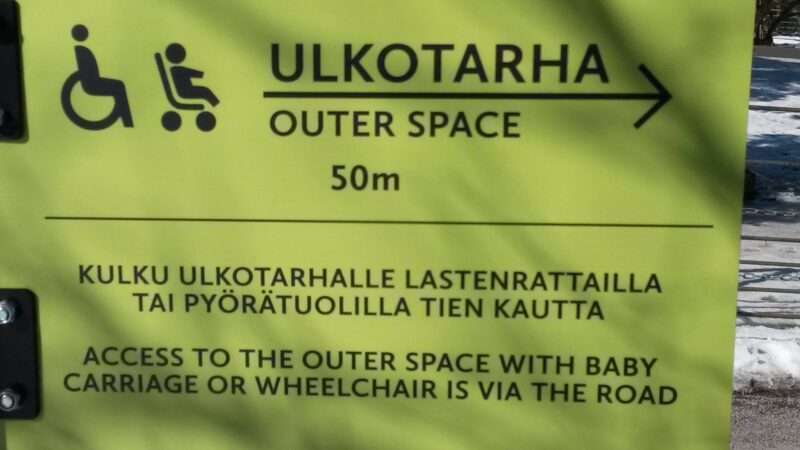 ULKOTARHA
OUTER SPACE
50m
KULKU ULKOTARHALLE LASTENRATTAILLA
TAI PYÖRÄTUOLILLA TIEN KAUTTA
ACCESS TO THE OUTER SPACE WITH BABY
CARRIAGE OR WHEELCHAIR IS VIA THE ROAD